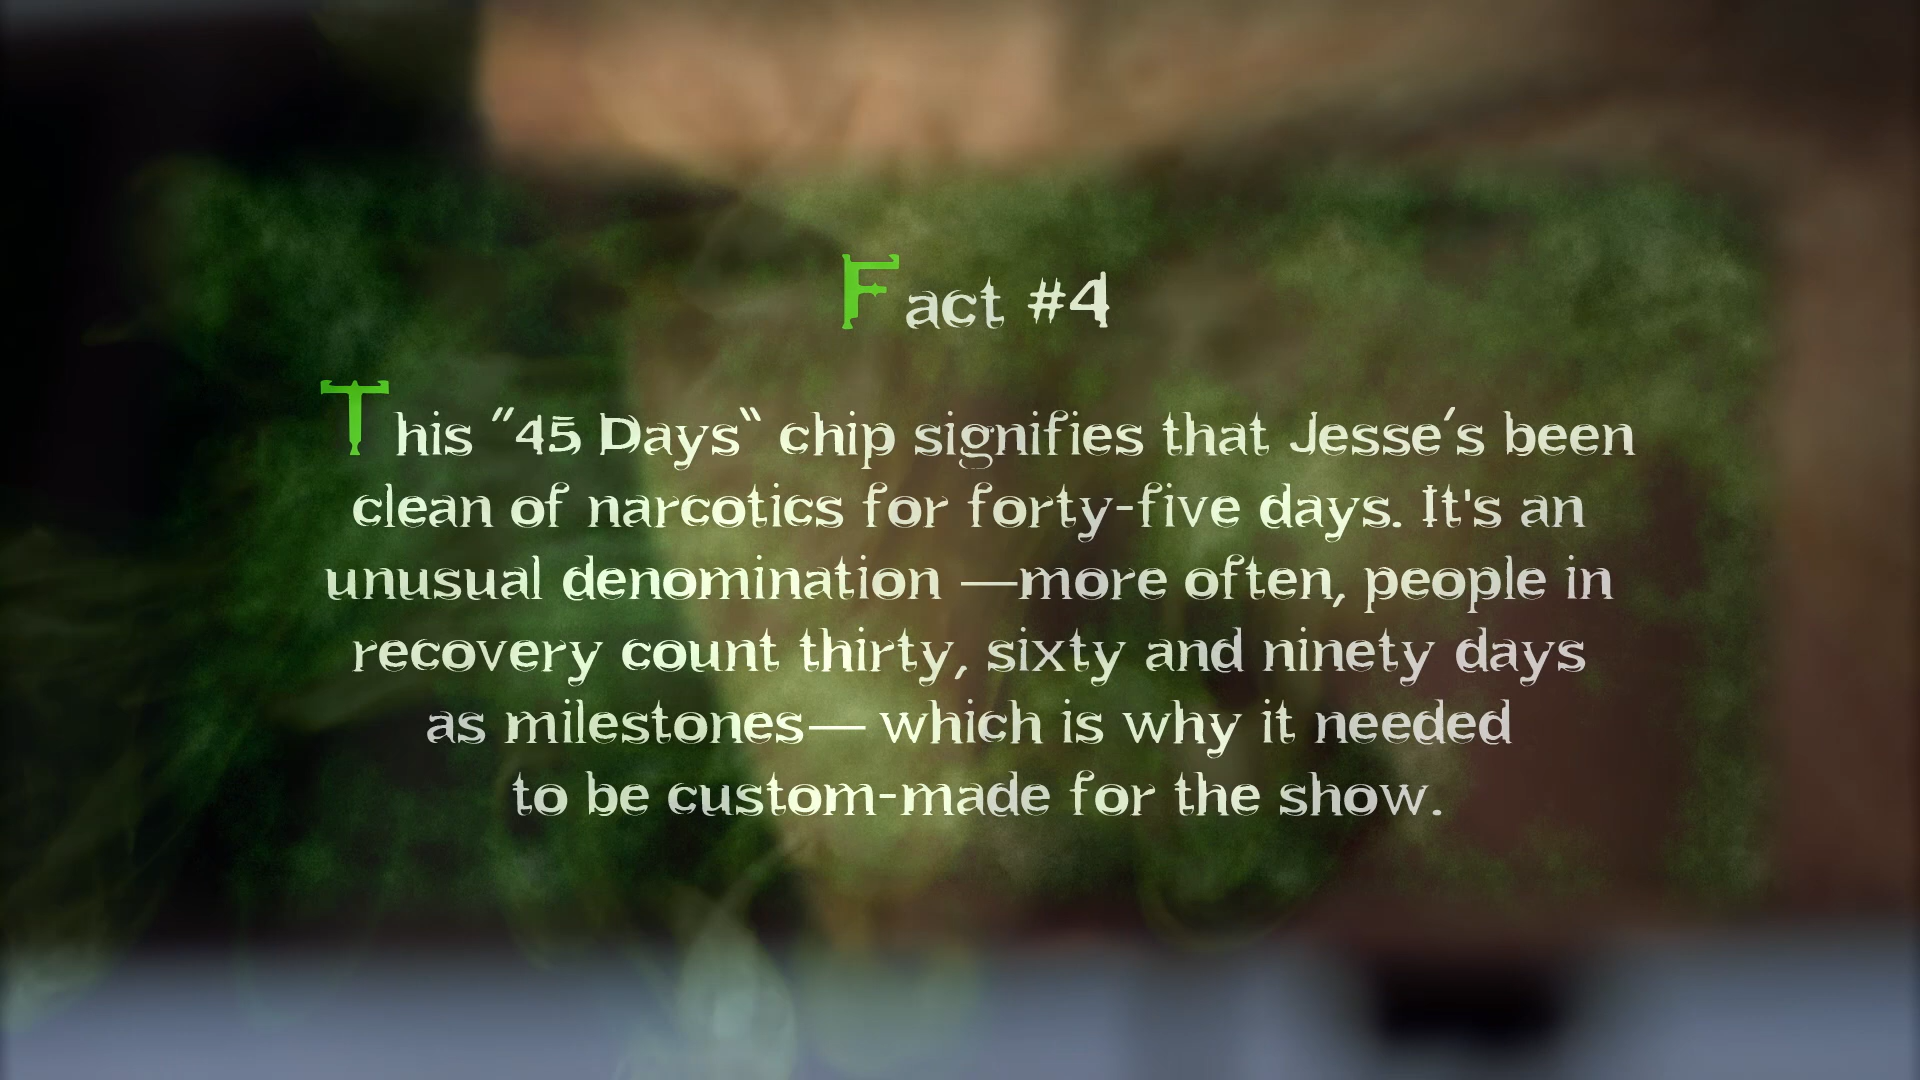 Fact #4
This "45 Days" chip signifies that Jesse's been
clean of narcotics for forty-five days. It's an
unusual denomination —more often, people in
recovery count thirty, sixty and ninety days
as milestones— which is why it needed
to be custom-made for the show.